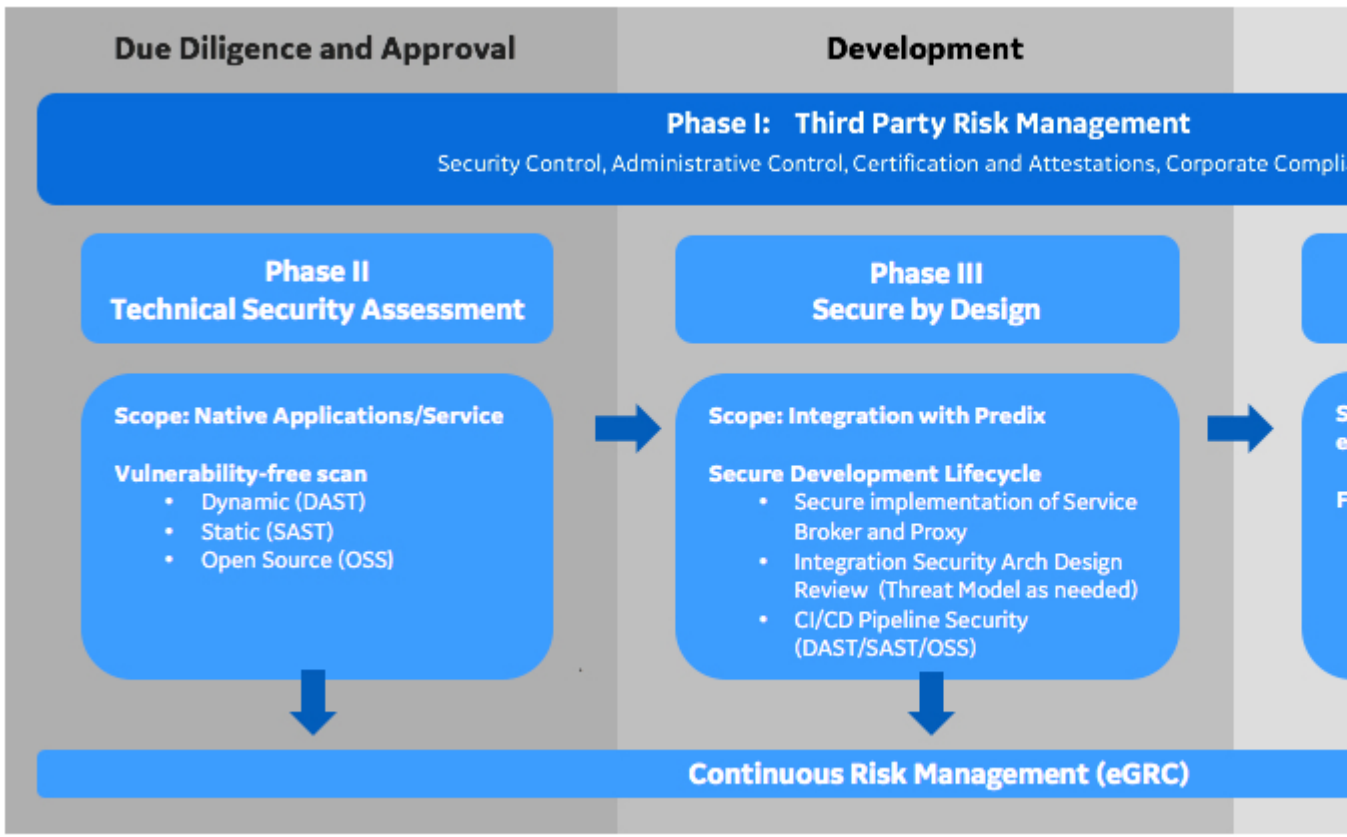 Due Diligence and Approval
Development
Phase I: Third Party Risk Management
Security Control, Administrative Control, Certification and Attestations, Corporate Compli
Phase II
Technical Security Assessment
Phase III
Secure by Design
Scope: Native Applications/Service
Vulnerability-free scan
• Dynamic (DAST)
• Static (SAST)
• Open Source (OSS)
Scope: Integration with Predix
Secure Development Lifecycle
• Secure implementation of Service
Broker and Proxy
• Integration Security Arch Design
Review (Threat Model as needed)
• CI/CD Pipeline Security
(DAST/SAST/OSS)
S
e
F
Continuous Risk Management (eGRC)